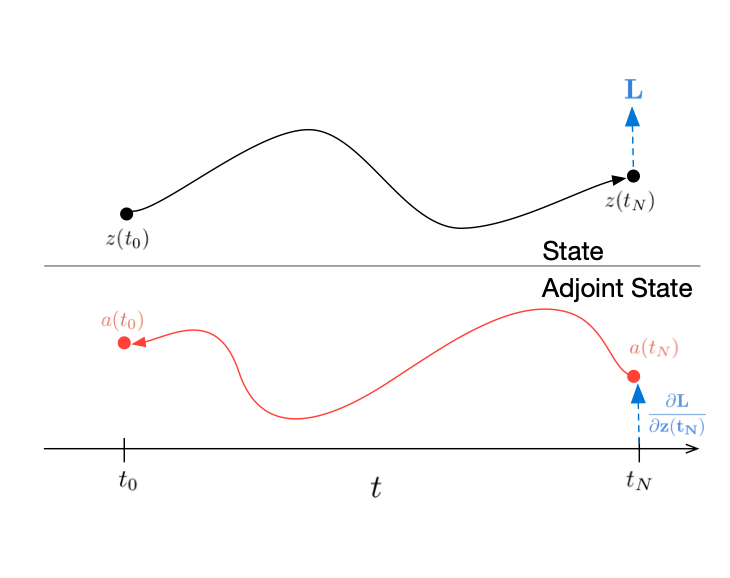 L
z(t_N)
z(t_0)
State
Adjoint State
a(t_0)
a(t_N)
∂L
∂z(t_N)
t_0
t
t_N